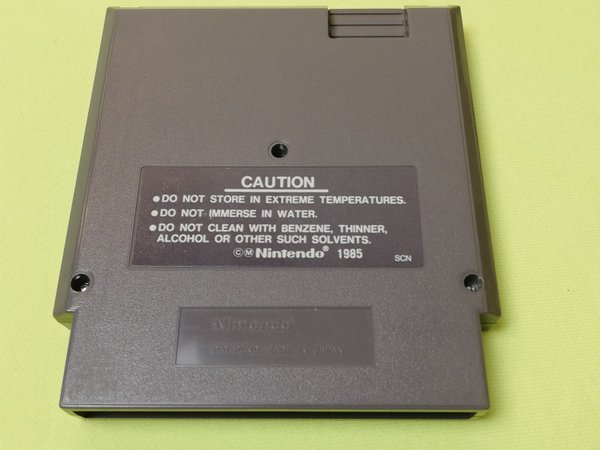 CAUTION
●DO NOT STORE IN EXTREME TEMPERATURES.
●DO NOT IMMERSE IN WATER.
●DO NOT CLEAN WITH BENZENE, THINNER,
ALCOHOL OR OTHER SUCH SOLVENTS.
©Ⓜ Nintendo® 1985
SCN
Nintendo
PAT. PEND. MADE IN JAPAN